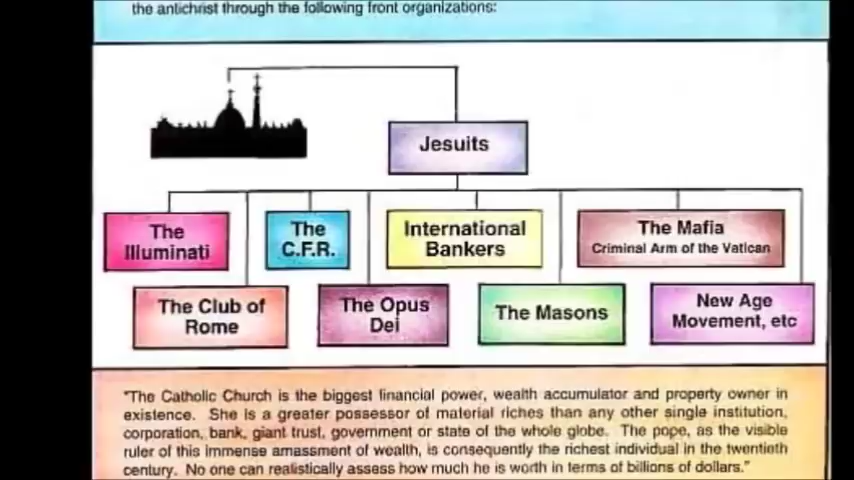 the antichrist through the following front organizations:
Jesuits
The
Illuminati
The
C.F.R.
International
Bankers
The Mafia
Criminal Arm of the Vatican
The Club of
Rome
The Opus
Dei
The Masons
New Age
Movement, etc
"The Catholic Church is the biggest financial power, wealth accumulator and property owner in
existence. She is a greater possessor of material riches than any other single institution,
corporation, bank, giant trust, government or state of the whole globe. The pope, as the visible
ruler of this immense amassment of wealth, is consequently the richest individual in the twentieth
century. No one can realistically assess how much he is worth in terms of billions of dollars."